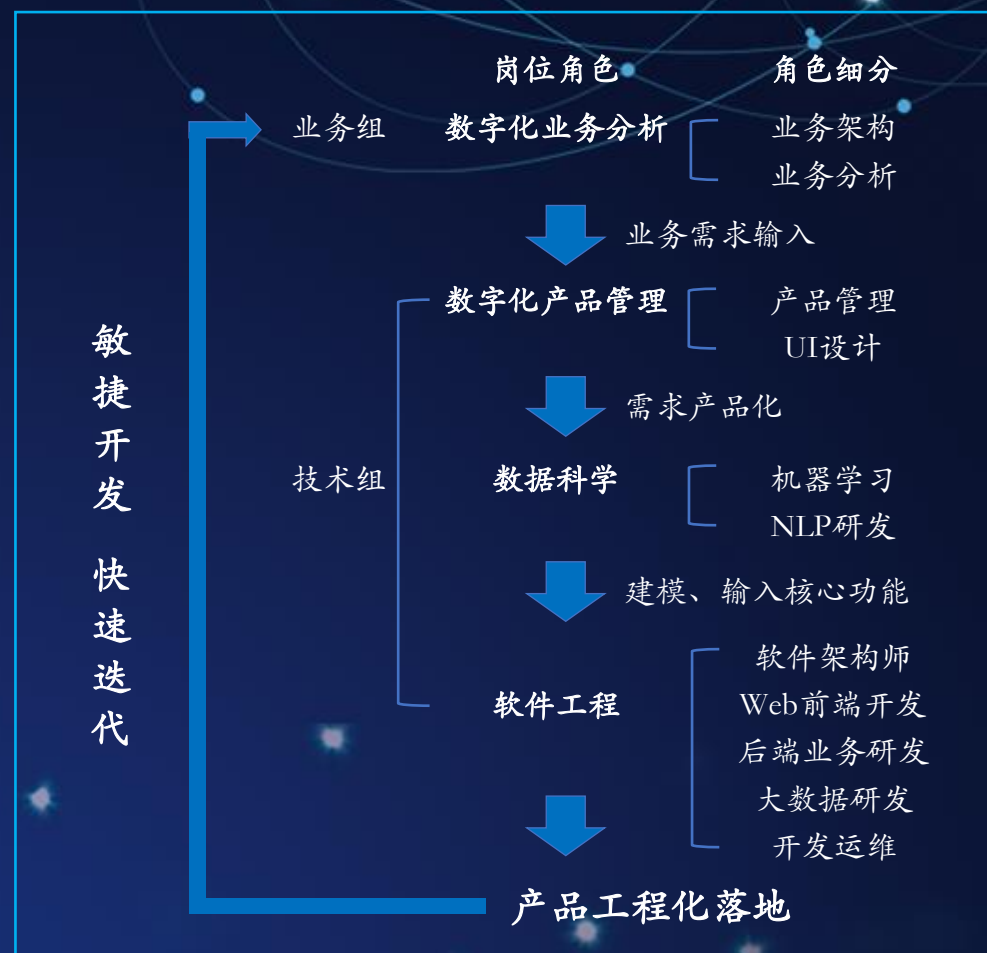 岗位角色 角色细分
业务组 数字化业务分析 业务架构
业务分析
业务需求输入
数字化产品管理 产品管理
UI设计
需求产品化
技术组 数据科学 机器学习
NLP研发
建模、输入核心功能
软件架构师
软件工程 Web前端开发
后端业务研发
大数据研发
开发运维
产品工程化落地
敏捷开发 快速迭代